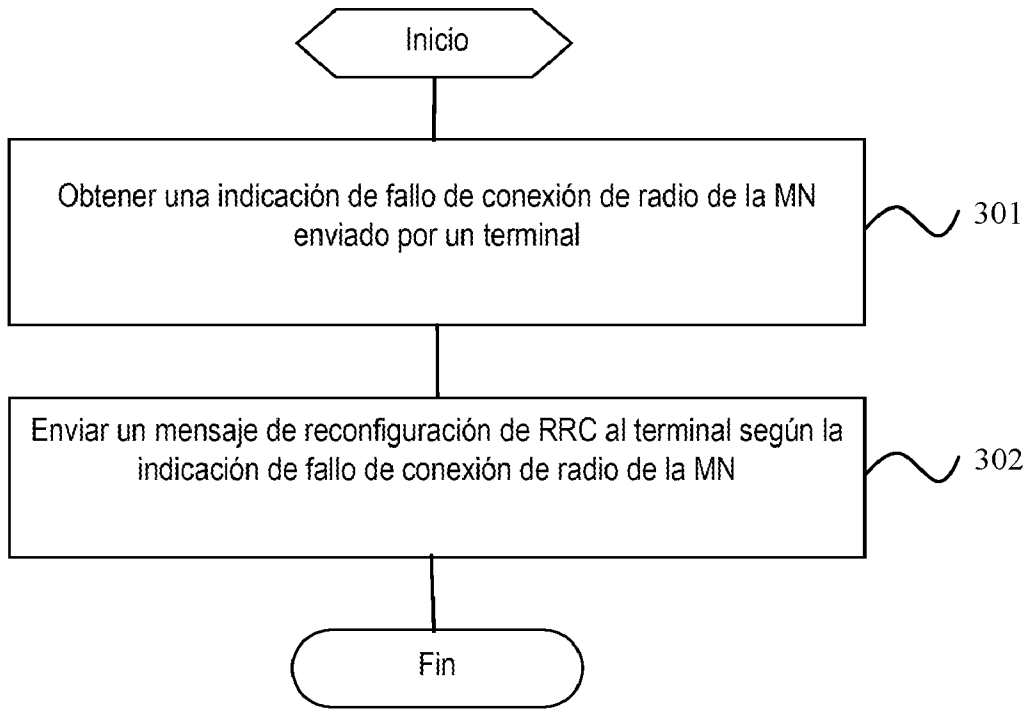 Inicio
Obtener una indicación de fallo de conexión de radio de la MN
enviado por un terminal
301
Enviar un mensaje de reconfiguración de RRC al terminal según la
indicación de fallo de conexión de radio de la MN
302
Fin